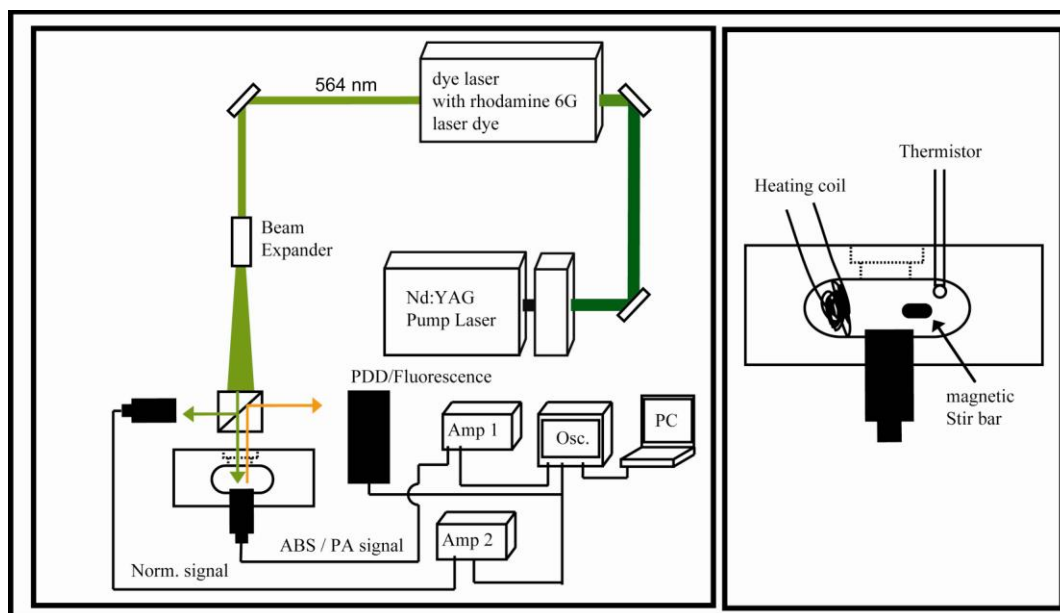 564 nm
dye laser
with rhodamine 6G
laser dye
Beam
Expander
Nd:YAG
Pump Laser
PDD/Fluorescence
Amp 1
Osc.
PC
ABS / PA signal
Amp 2
Norm. signal
Thermistor
Heating coil
magnetic
Stir bar